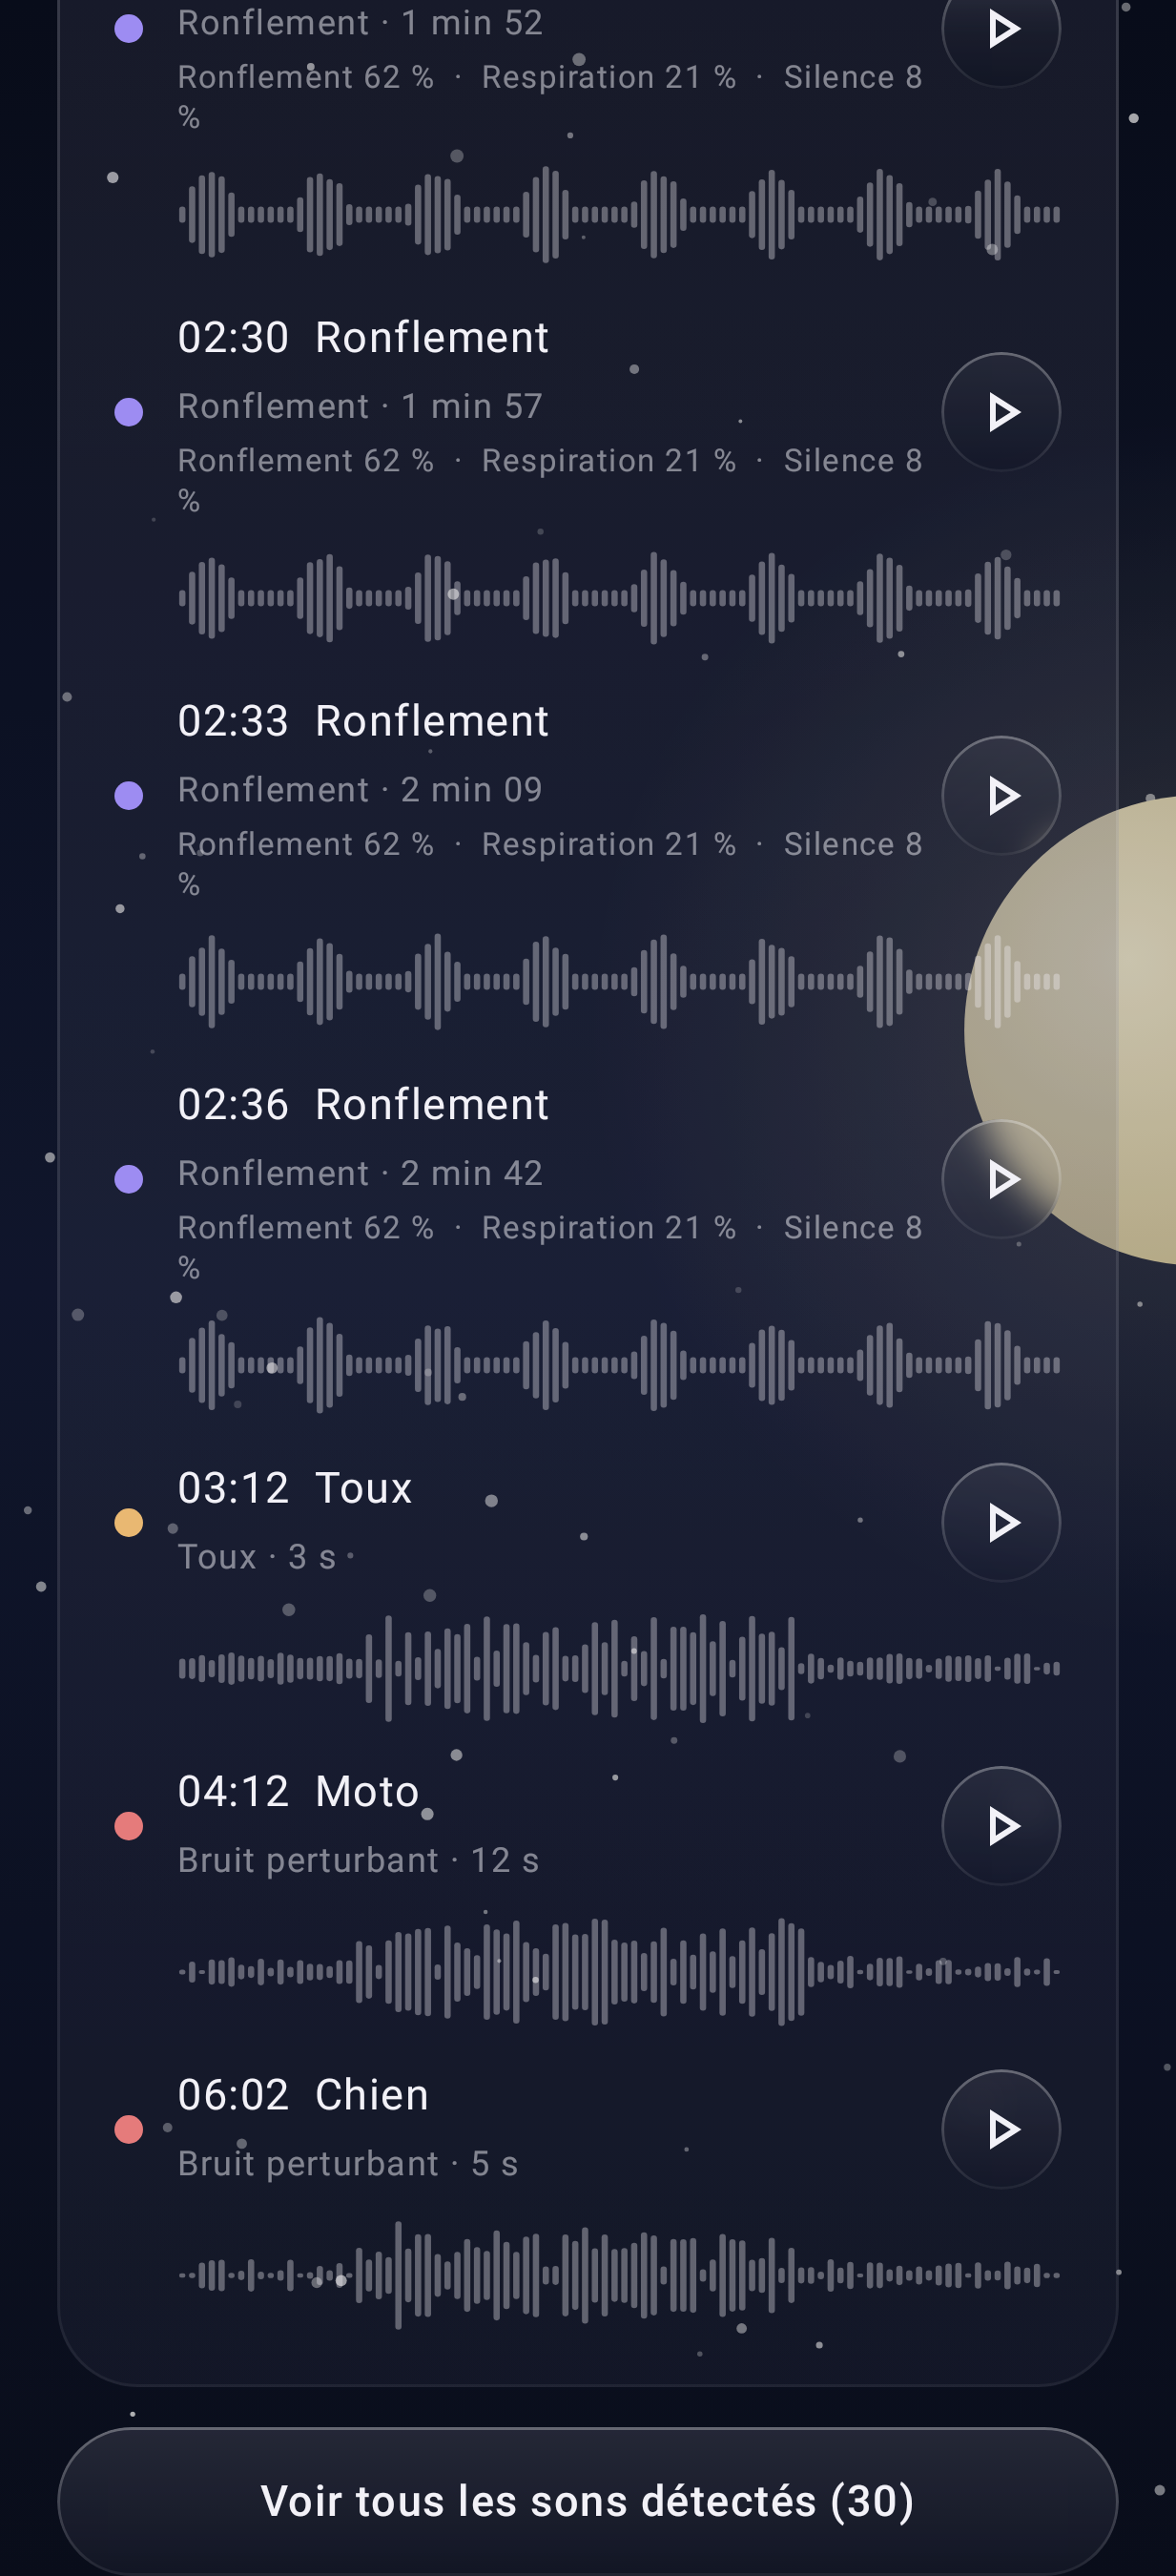 Ronflement · 1 min 52
Ronflement 62 % · Respiration 21 % · Silence 8
%
02:30 Ronflement
Ronflement · 1 min 57
Ronflement 62 % · Respiration 21 % · Silence 8
%
02:33 Ronflement
Ronflement · 2 min 09
Ronflement 62 % · Respiration 21 % · Silence 8
%
02:36 Ronflement
Ronflement · 2 min 42
Ronflement 62 % · Respiration 21 % · Silence 8
%
03:12 Toux
Toux · 3 s
04:12 Moto
Bruit perturbant · 12 s
06:02 Chien
Bruit perturbant · 5 s
Voir tous les sons détectés (30)